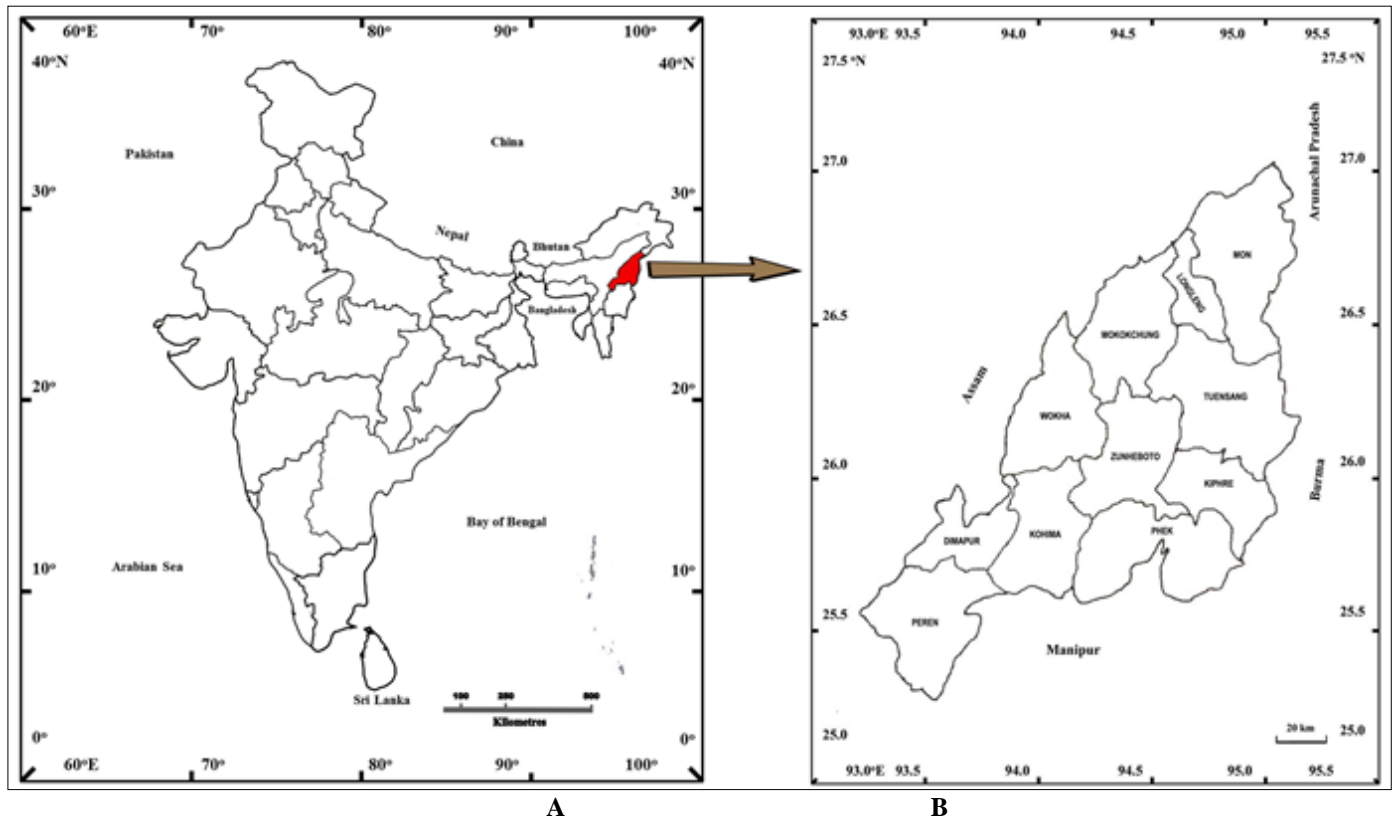 60°E 70° 80° 90° 100°
40°N 40°N
China
Pakistan
30° 30°
Nepal
Bhutan
Bangladesh
20° 20°
Bay of Bengal
Arabian Sea
10° 10°
Sri Lanka
100 250 500
Kilometres
0° 0°
60°E 70° 80° 90° 100°
A
93.0°E 93.5 94.0 94.5 95.0 95.5
27.5 °N 27.5 °N
Arunachal Pradesh
27.0 27.0
MON
LONGLENG
26.5 26.5
MOKOKCHUNG
Assam
TUENSANG
WOKHA
ZUNHEBOTO
26.0 26.0
KIPHRE
Burma
PHEK
KOHIMA
DIMAPUR
25.5 25.5
PEREN
Manipur
20 km
25.0 25.0
93.0°E 93.5 94.0 94.5 95.0 95.5
B